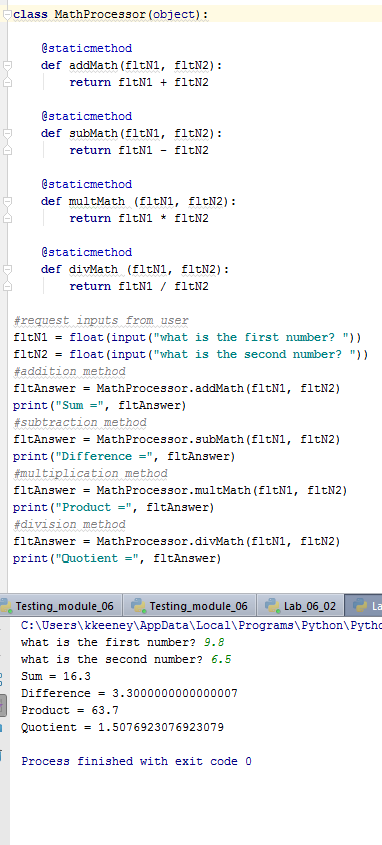 class MathProcessor(object):
@staticmethod
def addMath(fltN1, fltN2):
return fltN1 + fltN2
@staticmethod
def subMath(fltN1, fltN2):
return fltN1 - fltN2
@staticmethod
def multMath (fltN1, fltN2):
return fltN1 * fltN2
@staticmethod
def divMath (fltN1, fltN2):
return fltN1 / fltN2
#request inputs from user
fltN1 = float(input("what is the first number? "))
fltN2 = float(input("what is the second number? "))
#addition method
fltAnswer = MathProcessor.addMath(fltN1, fltN2)
print("Sum =", fltAnswer)
#subtraction method
fltAnswer = MathProcessor.subMath(fltN1, fltN2)
print("Difference =", fltAnswer)
#multiplication method
fltAnswer = MathProcessor.multMath(fltN1, fltN2)
print("Product =", fltAnswer)
#division method
fltAnswer = MathProcessor.divMath(fltN1, fltN2)
print("Quotient =", fltAnswer)
Testing_module_06 Testing_module_06 Lab_06_02 La
C:\Users\kkeeney\AppData\Local\Programs\Python\Pytho
what is the first number? 9.8
what is the second number? 6.5
Sum = 16.3
Difference = 3.3000000000000007
Product = 63.7
Quotient = 1.5076923076923079
Process finished with exit code 0